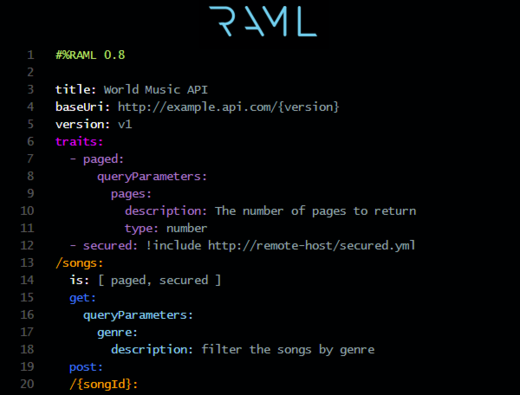 RAML
1 #%RAML 0.8
2
3 title: World Music API
4 baseUri: http://example.api.com/{version}
5 version: v1
6 traits:
7 - paged:
8 queryParameters:
9 pages:
10 description: The number of pages to return
11 type: number
12 - secured: !include http://remote-host/secured.yml
13 /songs:
14 is: [ paged, secured ]
15 get:
16 queryParameters:
17 genre:
18 description: filter the songs by genre
19 post:
20 /{songId}: